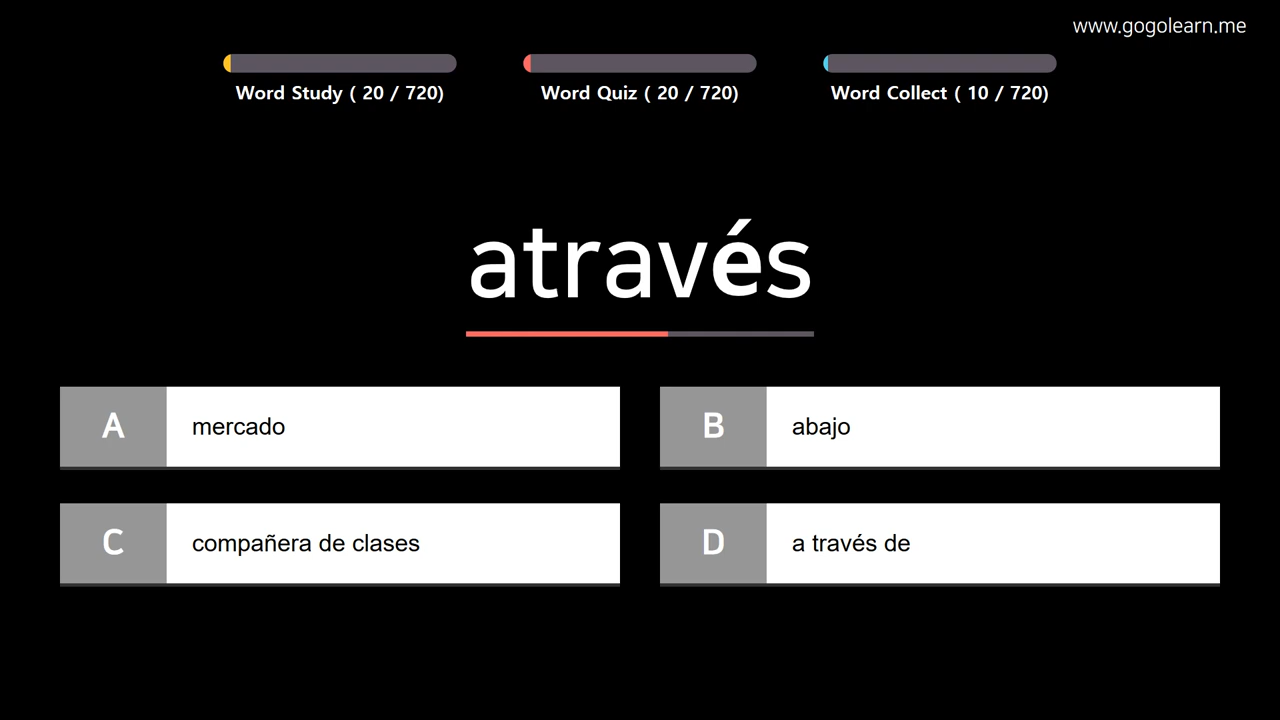 www.gogolearn.me
Word Study ( 20 / 720)
Word Quiz ( 20 / 720)
Word Collect ( 10 / 720)
através
A mercado
B abajo
C compañera de clases
D a través de